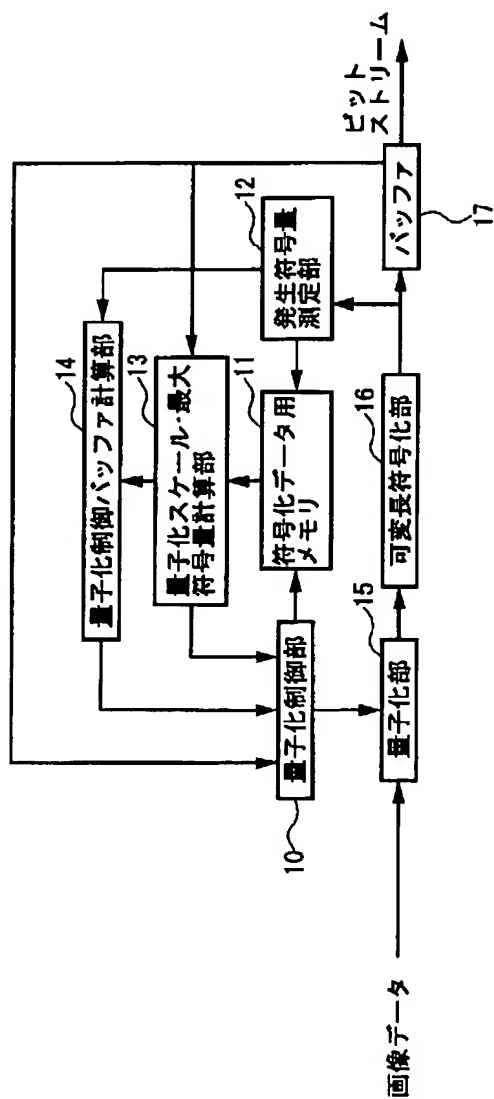 14
量子化制御バッファ計算部
13
量子化スケール・最大
符号量計算部
12
発生符号量
測定部
11
符号化データ用
メモリ
10
量子化制御部
画像データ
15
量子化部
16
可変長符号化部
17
バッファ
ビット
ストリーム